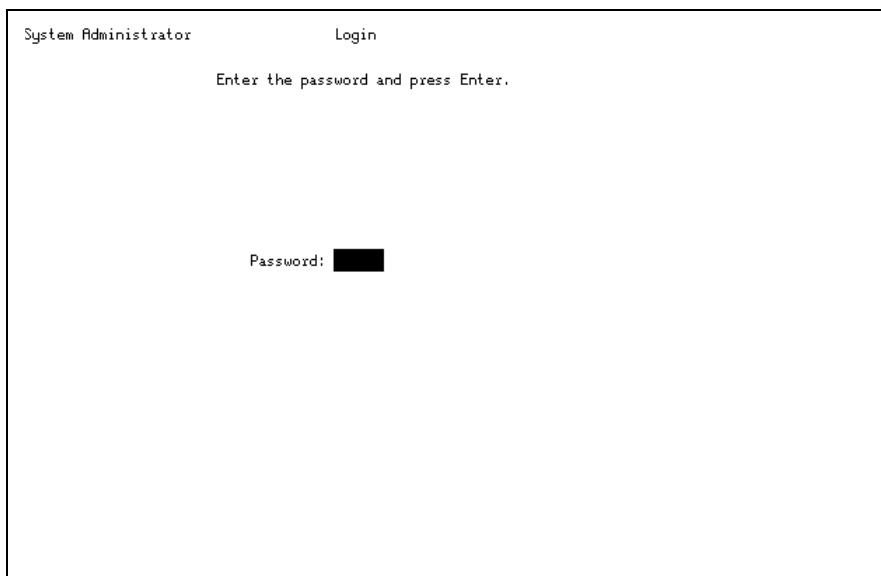 System Administrator Login
Enter the password and press Enter.
Password: